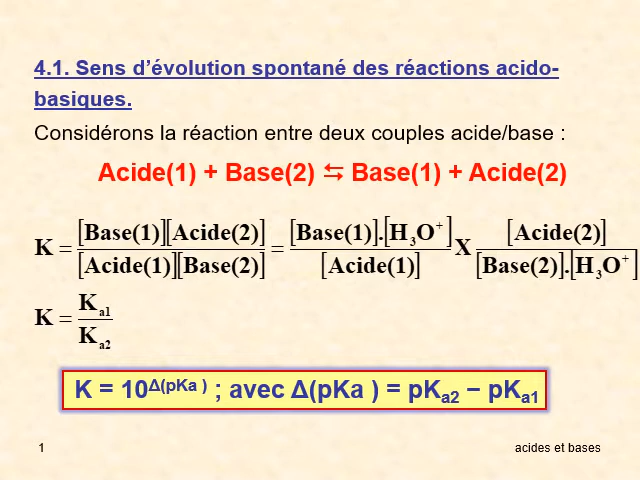 4.1. Sens d’évolution spontané des réactions acido-
basiques.
Considérons la réaction entre deux couples acide/base :
Acide(1) + Base(2) ⇆ Base(1) + Acide(2)
K = [Base(1)][Acide(2)] / [Acide(1)][Base(2)] = [Base(1)].[H₃O⁺] / [Acide(1)] X [Acide(2)] / [Base(2)].[H₃O⁺]
K = Kₐ₁ / Kₐ₂
K = 10^Δ(pKa ) ; avec Δ(pKa ) = pKₐ₂ − pKₐ₁
1
acides et bases